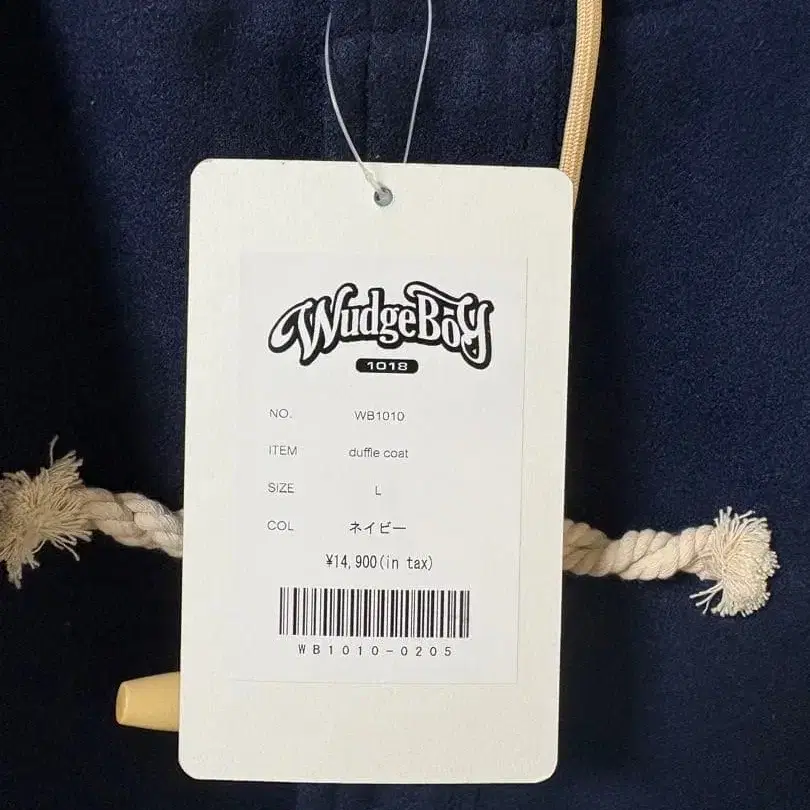 WudgeBoy
1018
NO. WB1010
ITEM duffle coat
SIZE L
COL ネイビー
¥14,900(in tax)
WB1010-0205